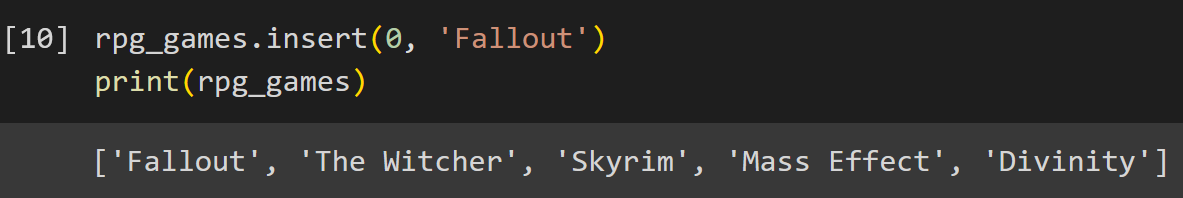 [10] rpg_games.insert(0, 'Fallout')
print(rpg_games)
['Fallout', 'The Witcher', 'Skyrim', 'Mass Effect', 'Divinity']